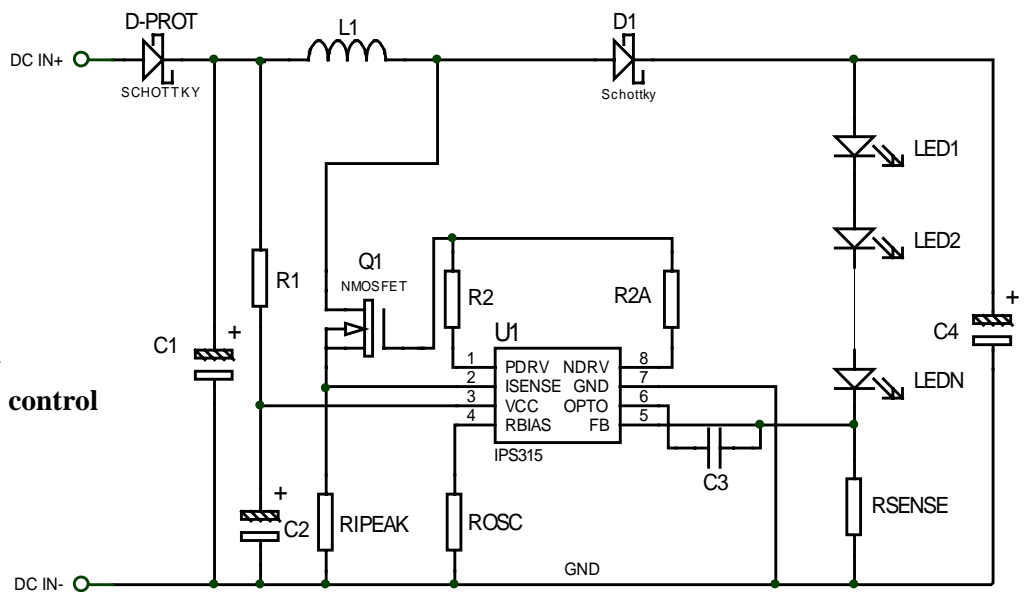 D-PROT
L1
D1
DC IN+
SCHOTTKY
Schottky
LED1
LED2
Q1
NMOSFET
R1
R2
R2A
U1
+
C1
+
C4
1 PDRV NDRV 8
2 ISENSE GND 7
3 VCC OPTO 6
4 RBIAS FB 5
IPS315
LEDN
control
C3
+
C2
RIPEAK
ROSC
RSENSE
GND
DC IN-